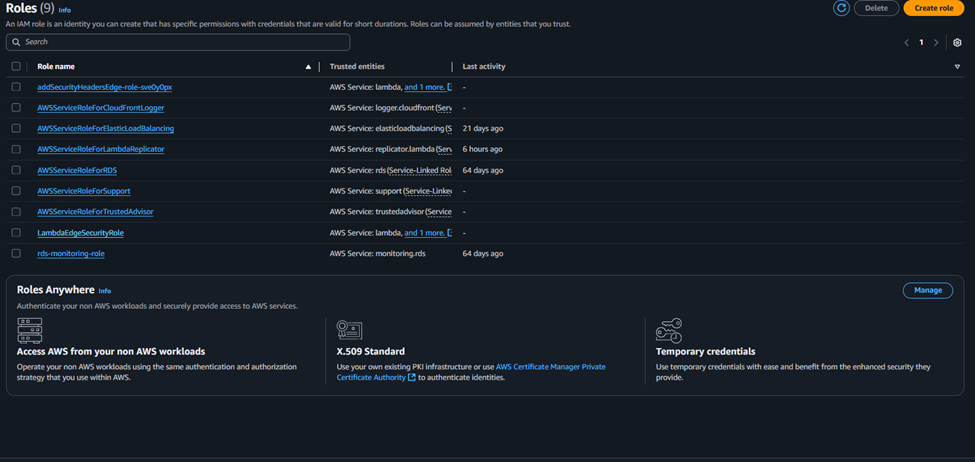 Roles (9) Info
Delete
Create role
An IAM role is an identity you can create that has specific permissions with credentials that are valid for short durations. Roles can be assumed by entities that you trust.
Search
1
Role name Trusted entities Last activity
addSecurityHeadersEdge-role-sve0y0px AWS Service: lambda, and 1 more. -
AWSServiceRoleForCloudFrontLogger AWS Service: logger.cloudfront (Serv -
AWSServiceRoleForElasticLoadBalancing AWS Service: elasticloadbalancing (S 21 days ago
AWSServiceRoleForLambdaReplicator AWS Service: replicator.lambda (Serv 6 hours ago
AWSServiceRoleForRDS AWS Service: rds (Service-Linked Rol 64 days ago
AWSServiceRoleForSupport AWS Service: support (Service-Linke -
AWSServiceRoleForTrustedAdvisor AWS Service: trustedadvisor (Service -
LambdaEdgeSecurityRole AWS Service: lambda, and 1 more. -
rds-monitoring-role AWS Service: monitoring.rds 64 days ago
Roles Anywhere Info
Manage
Authenticate your non AWS workloads and securely provide access to AWS services.
Access AWS from your non AWS workloads
Operate your non AWS workloads using the same authentication and authorization
strategy that you use within AWS.
X.509 Standard
Use your own existing PKI infrastructure or use AWS Certificate Manager Private
Certificate Authority to authenticate identities.
Temporary credentials
Use temporary credentials with ease and benefit from the enhanced security they
provide.